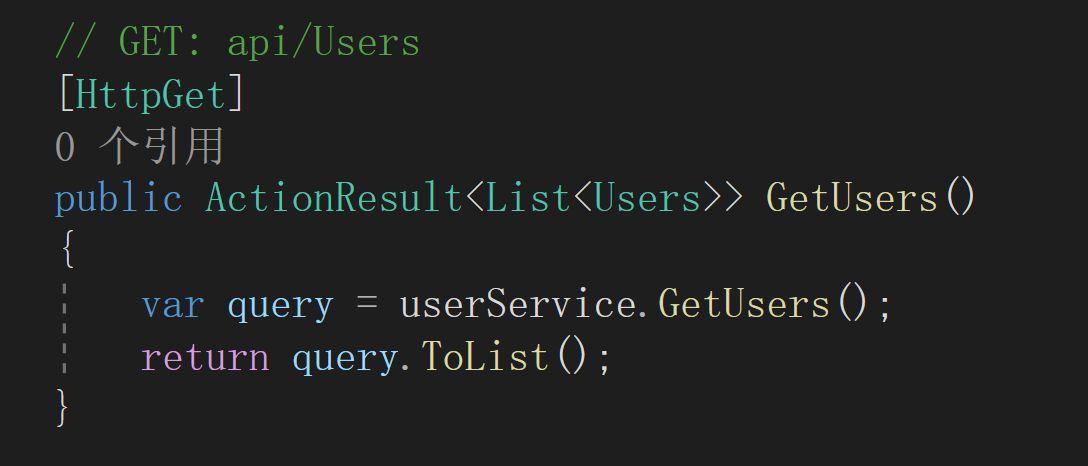 // GET: api/Users
[HttpGet]
0 个引用
public ActionResult<List<Users>> GetUsers()
{
var query = userService.GetUsers();
return query.ToList();
}